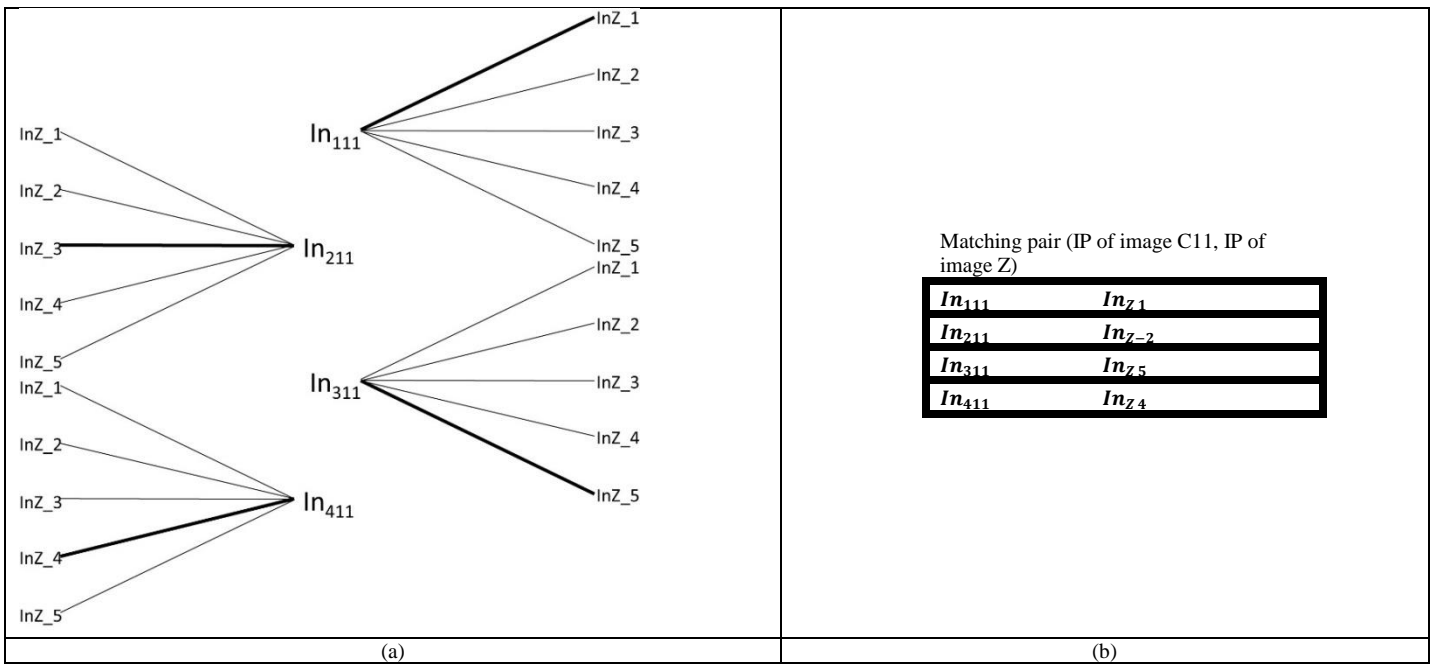 InZ_1
InZ_2
InZ_3
InZ_4
InZ_5
In111
InZ_1
InZ_2
InZ_3
InZ_4
InZ_5
In211
InZ_1
InZ_2
InZ_3
InZ_4
InZ_5
In311
InZ_1
InZ_2
InZ_3
InZ_4
InZ_5
In411
(a)
Matching pair (IP of image C11, IP of
image Z)
In111 InZ 1
In211 InZ−2
In311 InZ 5
In411 InZ 4
(b)